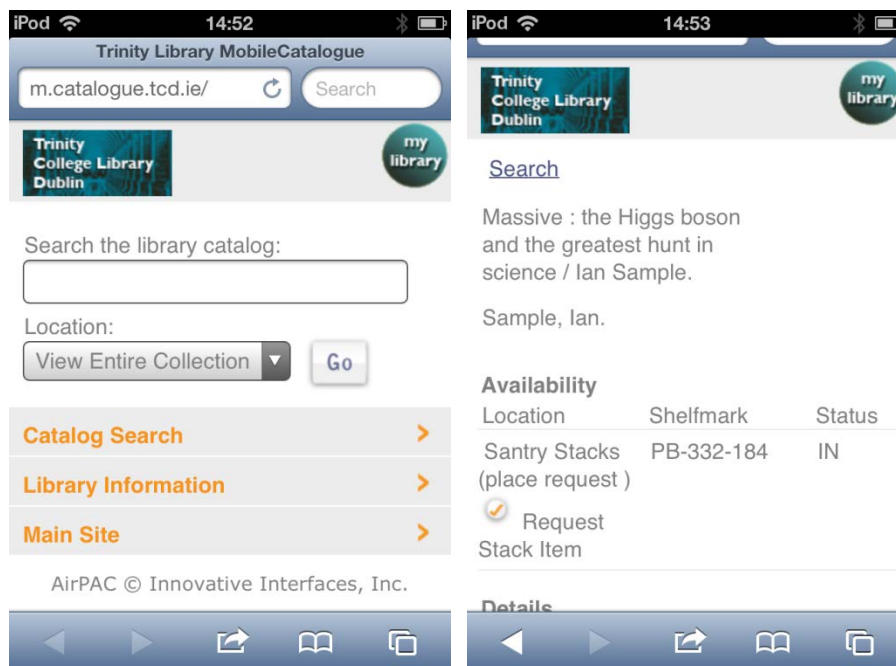 iPod 14:52
Trinity Library MobileCatalogue
m.catalogue.tcd.ie/ Search
Trinity
College Library
Dublin
my
library
Search the library catalog:
Location:
View Entire Collection Go
Catalog Search
Library Information
Main Site
AirPAC © Innovative Interfaces, Inc.
iPod 14:53
Trinity
College Library
Dublin
my
library
Search
Massive : the Higgs boson
and the greatest hunt in
science / Ian Sample.
Sample, Ian.
Availability
Location Shelfmark Status
Santry Stacks PB-332-184 IN
(place request )
Request
Stack Item
Details